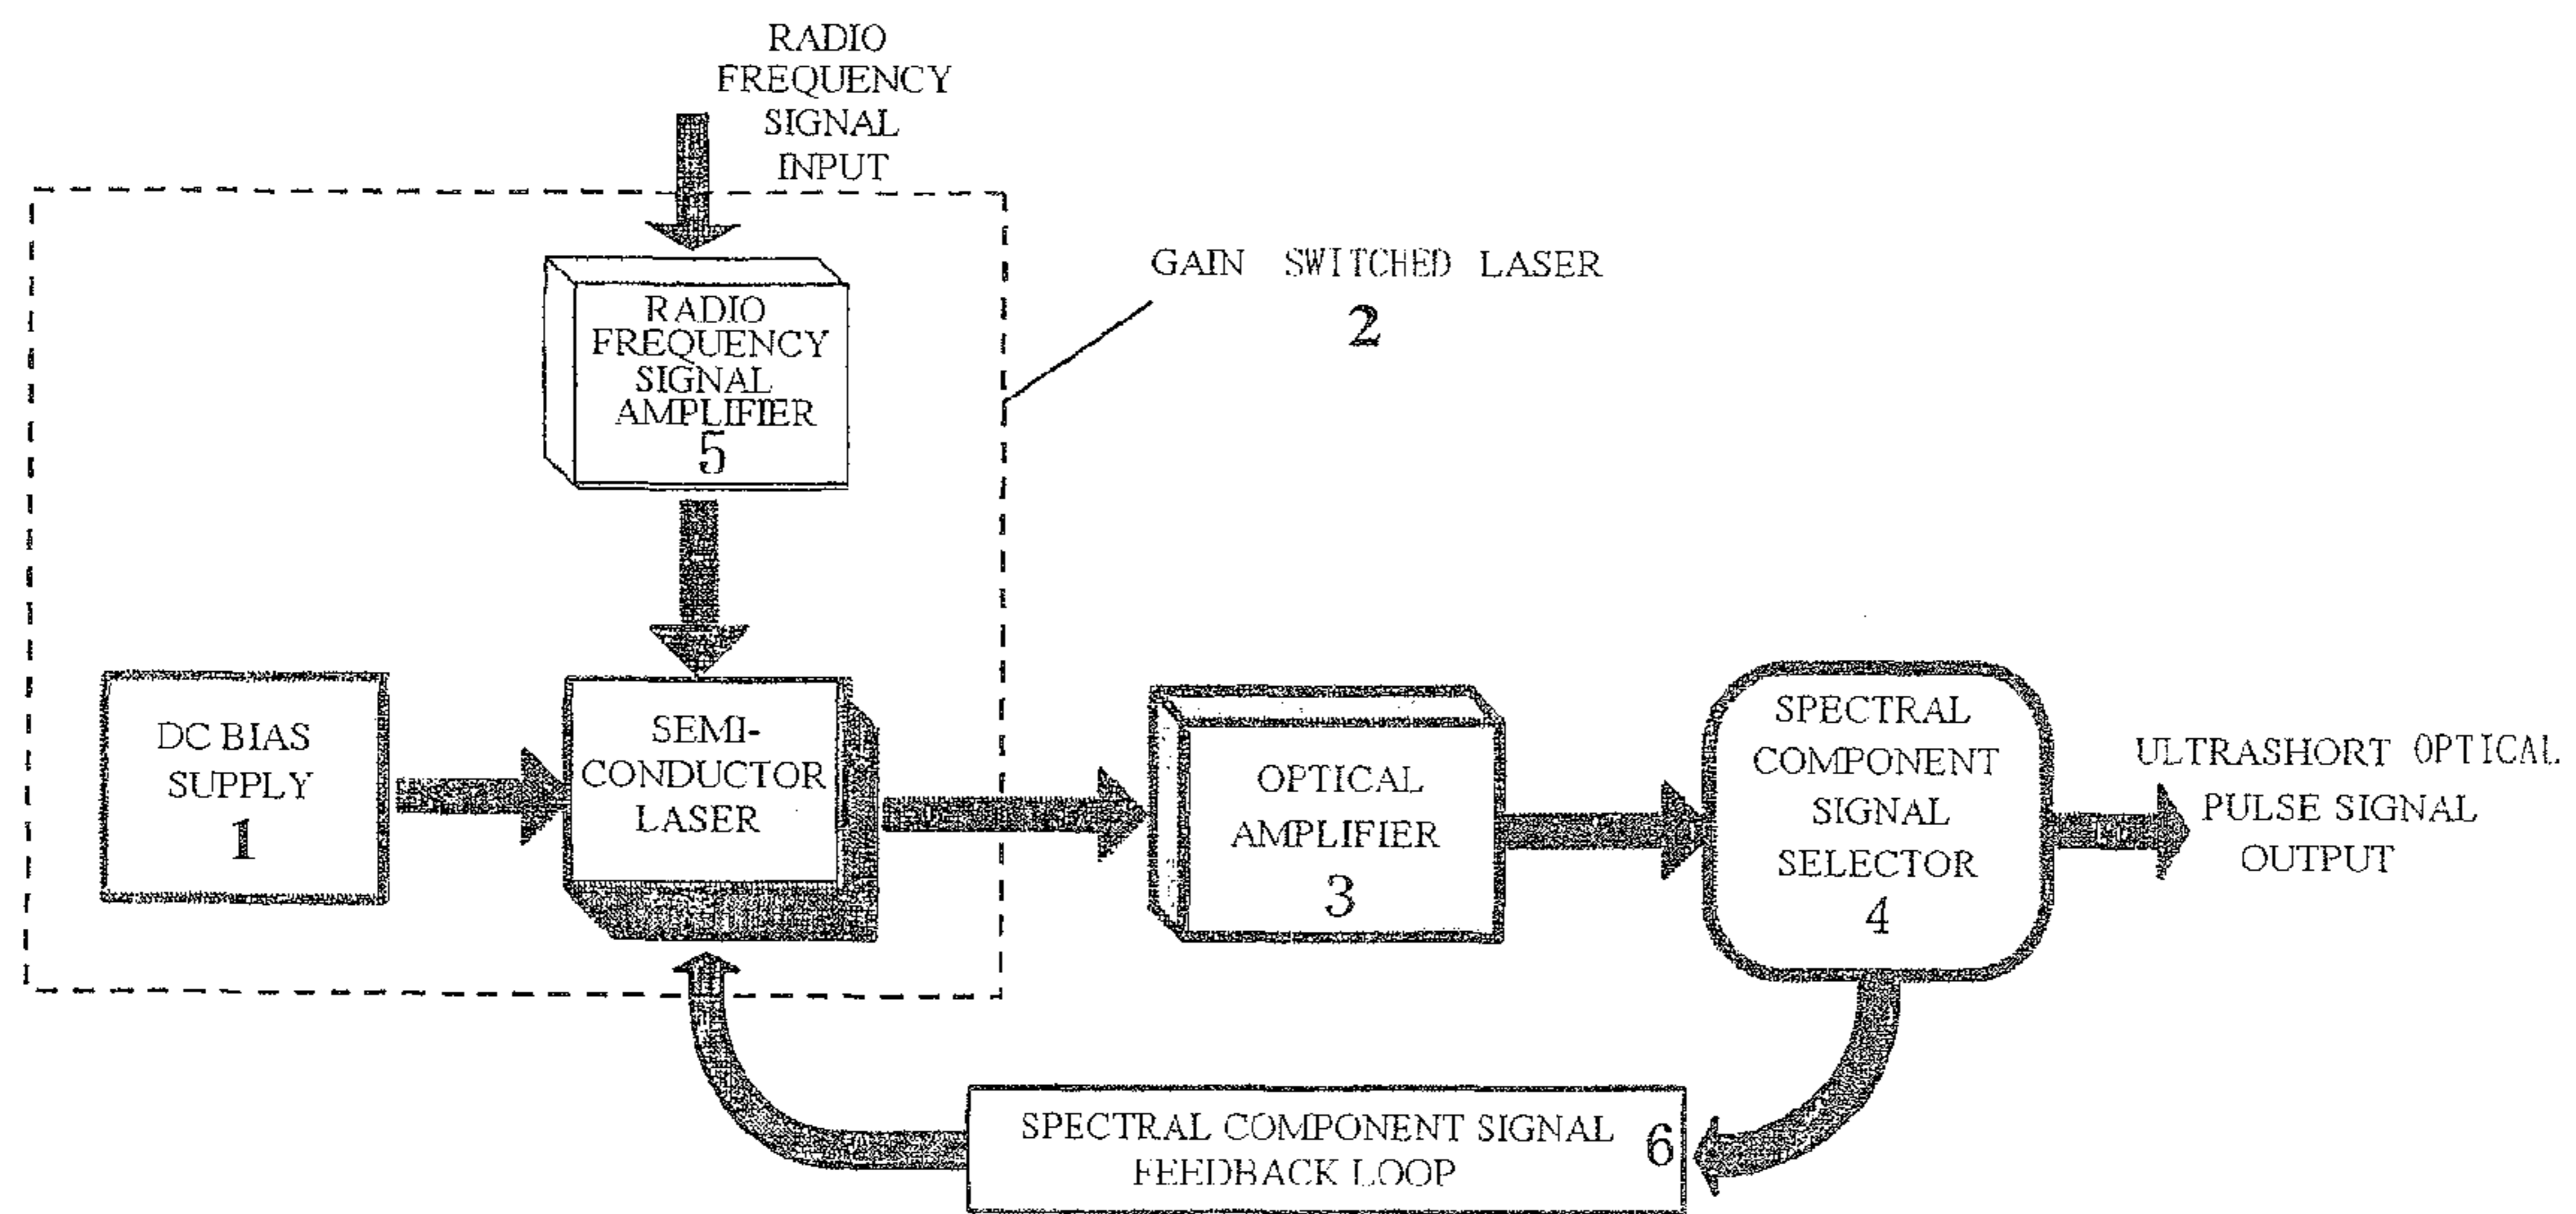 RADIO
FREQUENCY
SIGNAL
INPUT
RADIO
FREQUENCY
SIGNAL
AMPLIFIER
5
GAIN SWITCHED LASER
2
DC BIAS
SUPPLY
1
SEMI-
CONDUCTOR
LASER
OPTICAL
AMPLIFIER
3
SPECTRAL
COMPONENT
SIGNAL
SELECTOR
4
ULTRASHORT OPTICAL
PULSE SIGNAL
OUTPUT
SPECTRAL COMPONENT SIGNAL
FEEDBACK LOOP
6